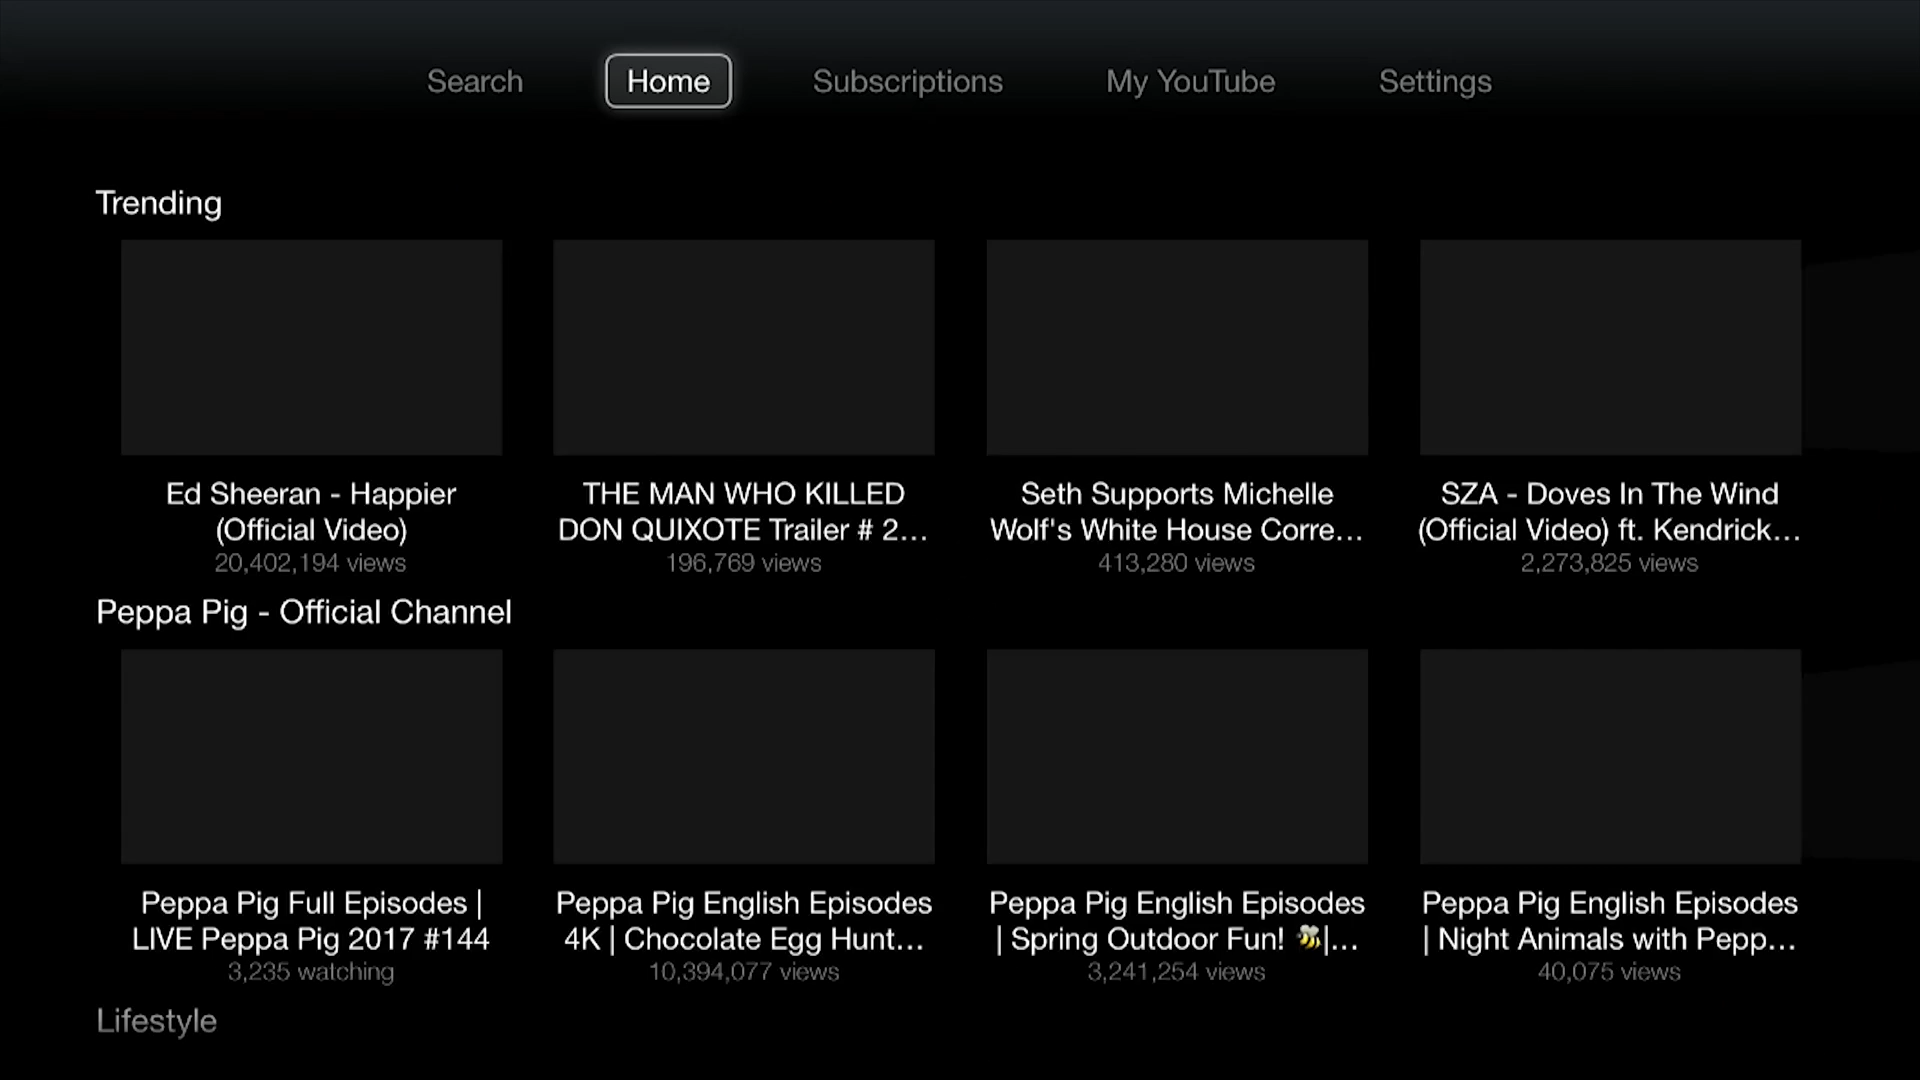 Search Home Subscriptions My YouTube Settings
Trending
Ed Sheeran - Happier
(Official Video)
20,402,194 views
THE MAN WHO KILLED
DON QUIXOTE Trailer # 2...
196,769 views
Seth Supports Michelle
Wolf's White House Corre...
413,280 views
SZA - Doves In The Wind
(Official Video) ft. Kendrick...
2,273,825 views
Peppa Pig - Official Channel
Peppa Pig Full Episodes |
LIVE Peppa Pig 2017 #144
3,235 watching
Peppa Pig English Episodes
4K | Chocolate Egg Hunt...
10,394,077 views
Peppa Pig English Episodes
| Spring Outdoor Fun! 🐝|...
3,241,254 views
Peppa Pig English Episodes
| Night Animals with Pepp...
40,075 views
Lifestyle